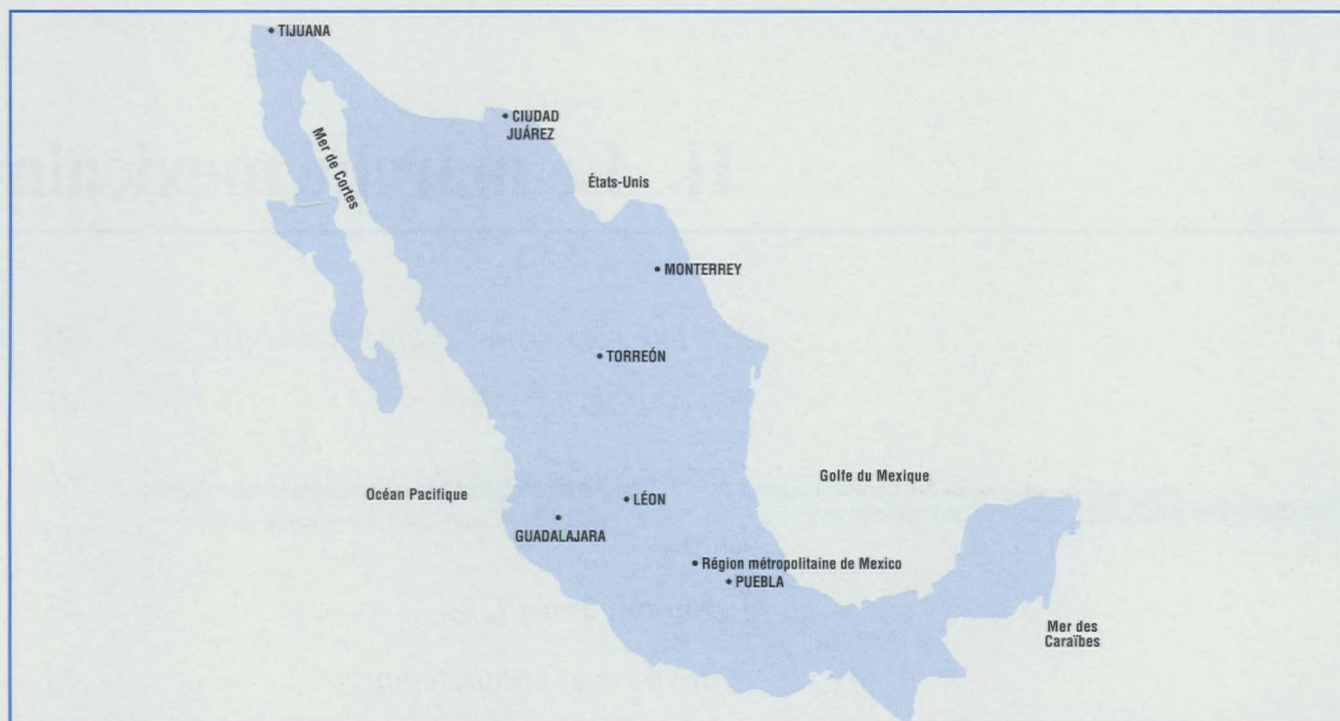 TIJUANA
CIUDAD
JUÁREZ
Mer de Cortes
États-Unis
MONTERREY
TORREÓN
Golfe du Mexique
Océan Pacifique
LÉON
GUADALAJARA
Région métropolitaine de Mexico
PUEBLA
Mer des
Caraïbes